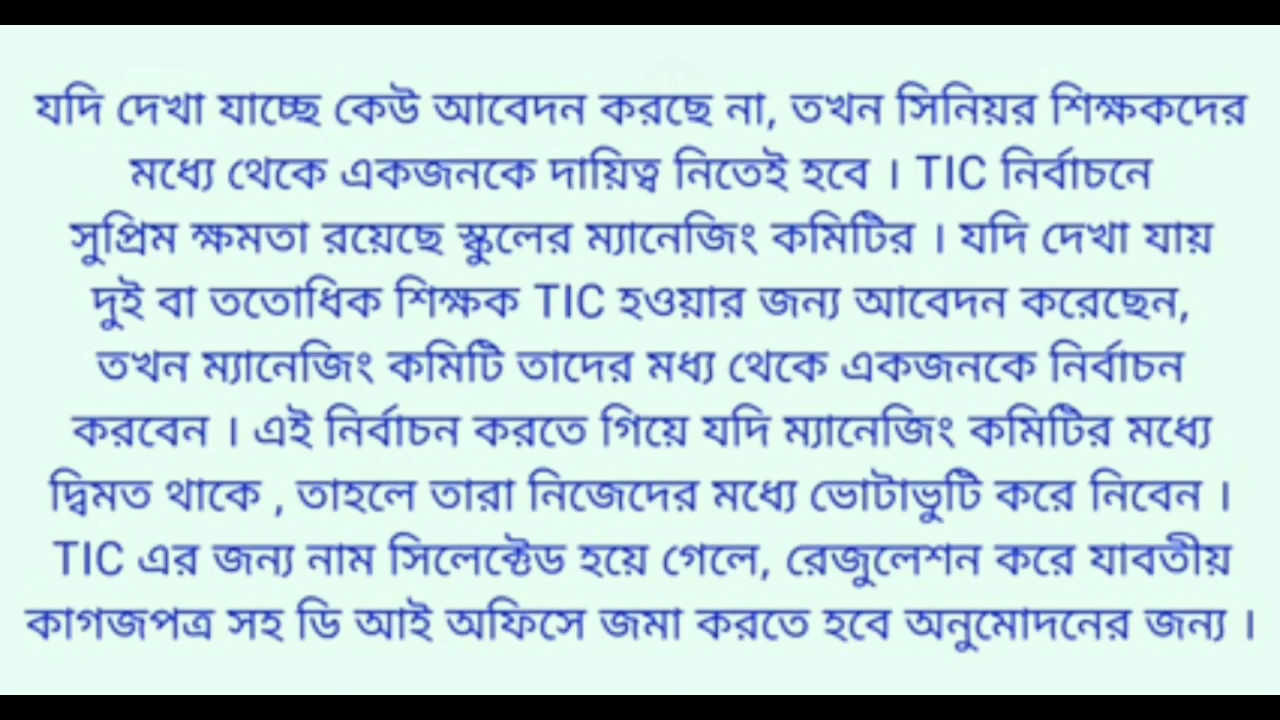 যদি দেখা যাচ্ছে কেউ আবেদন করছে না, তখন সিনিয়র শিক্ষকদের
মধ্যে থেকে একজনকে দায়িত্ব নিতেই হবে । TIC নির্বাচনে
সুপ্রিম ক্ষমতা রয়েছে স্কুলের ম্যানেজিং কমিটির । যদি দেখা যায়
দুই বা ততোধিক শিক্ষক TIC হওয়ার জন্য আবেদন করেছেন,
তখন ম্যানেজিং কমিটি তাদের মধ্য থেকে একজনকে নির্বাচন
করবেন । এই নির্বাচন করতে গিয়ে যদি ম্যানেজিং কমিটির মধ্যে
দ্বিমত থাকে , তাহলে তারা নিজেদের মধ্যে ভোটাভুটি করে নিবেন ।
TIC এর জন্য নাম সিলেক্টেড হয়ে গেলে, রেজুলেশন করে যাবতীয়
কাগজপত্র সহ ডি আই অফিসে জমা করতে হবে অনুমোদনের জন্য ।